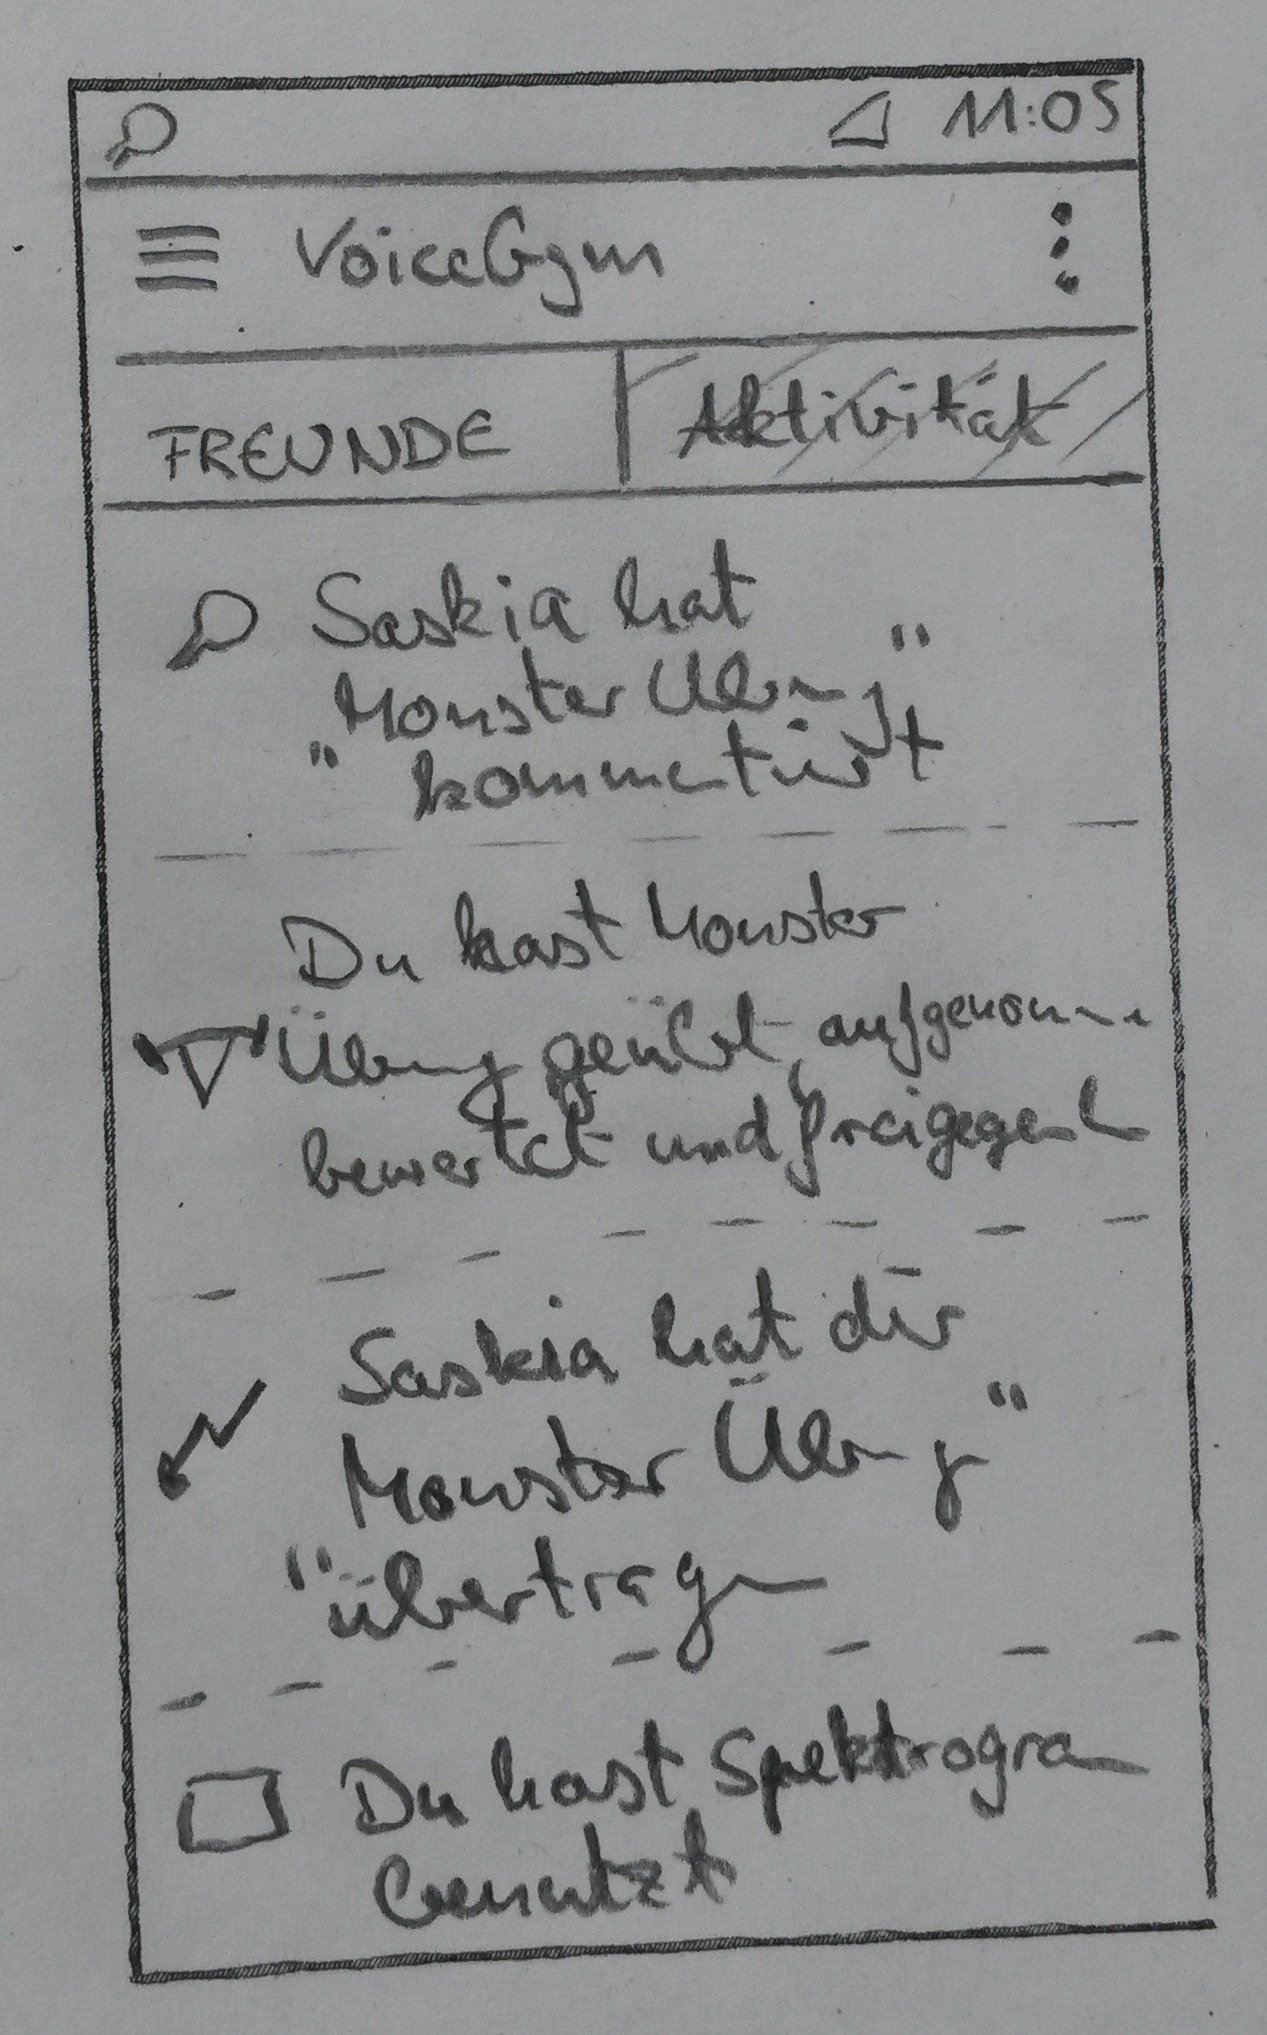 11:05
VoiceGym
FREUNDE Aktivität
Saskia hat
"Monster Übung"
kommentiert
Du hast Monster
Übung geübt, aufgenommen
bewertet und freigegeben
Saskia hat dir
Monster Übung"
"übertragen
Du hast Spektrogram
benutzt